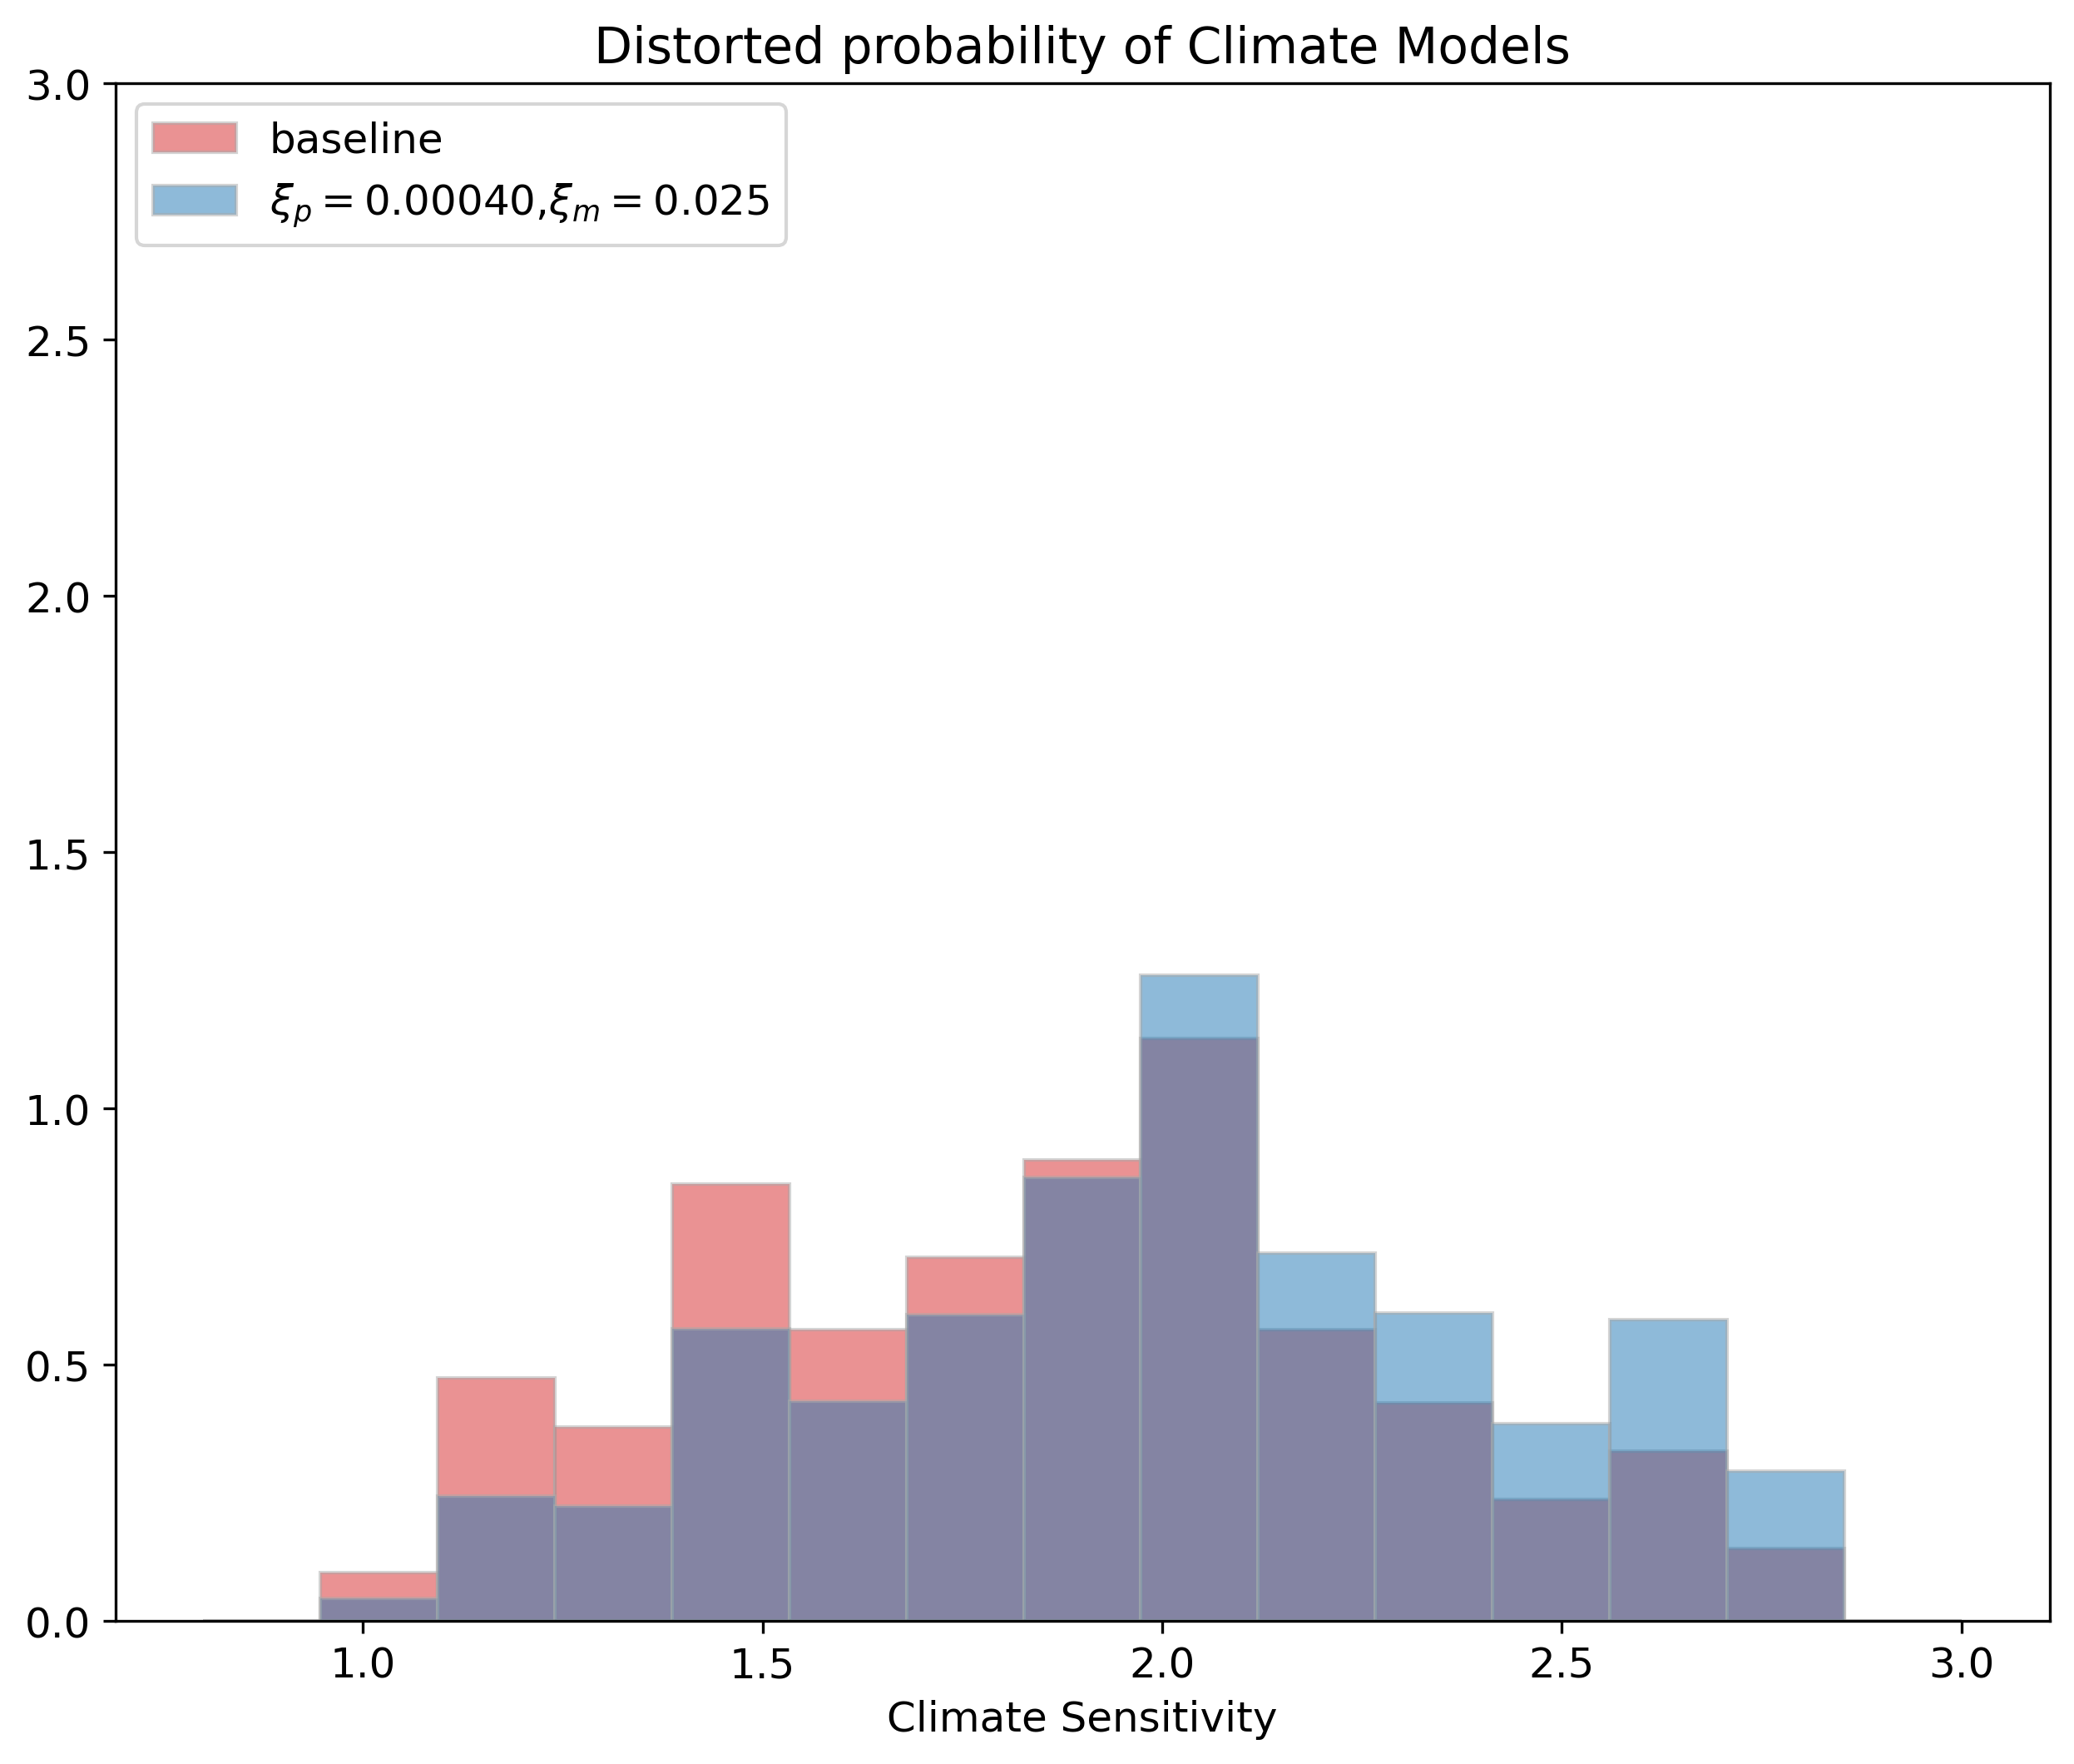 Distorted probability of Climate Models
baseline
ξp = 0.00040,ξm = 0.025
3.0
2.5
2.0
1.5
1.0
0.5
0.0
1.0 1.5 2.0 2.5 3.0
Climate Sensitivity